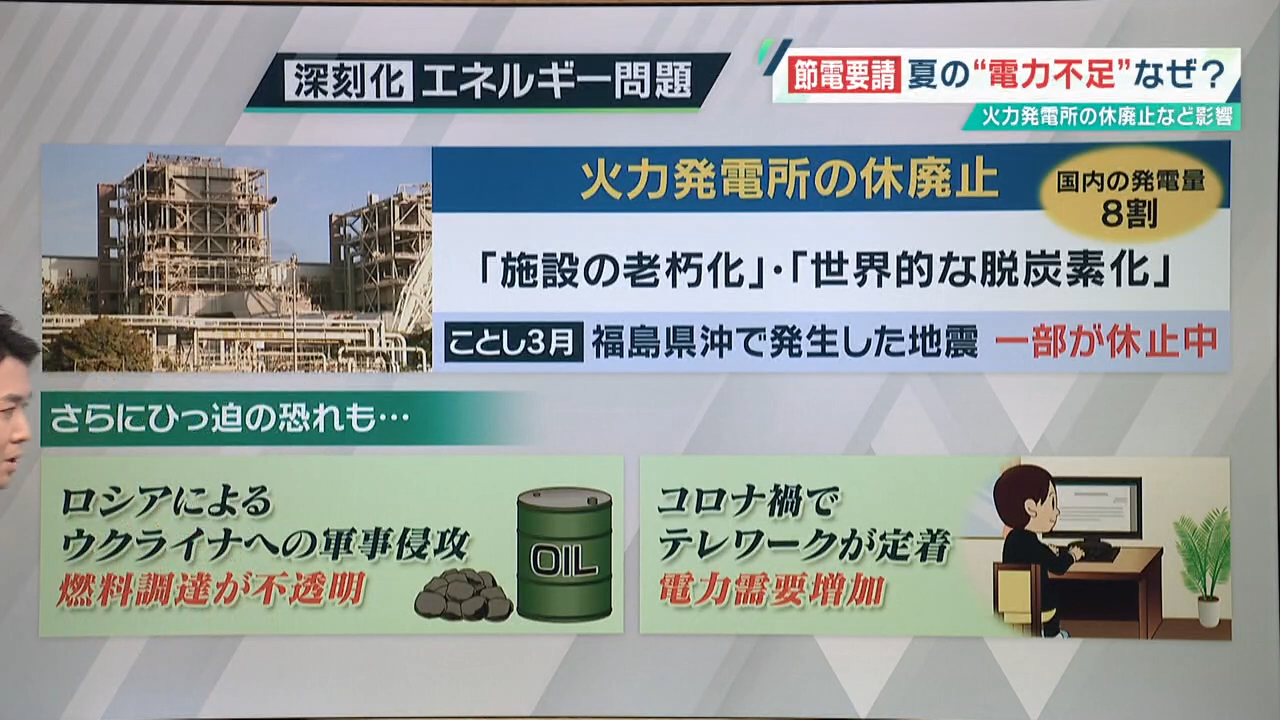 深刻化 エネルギー問題
節電要請 夏の“電力不足”なぜ？
火力発電所の休廃止など影響
火力発電所の休廃止
国内の発電量
8割
「施設の老朽化」・「世界的な脱炭素化」
ことし3月 福島県沖で発生した地震 一部が休止中
さらにひっ迫の恐れも…
ロシアによる
ウクライナへの軍事侵攻
燃料調達が不透明
OIL
コロナ禍で
テレワークが定着
電力需要増加